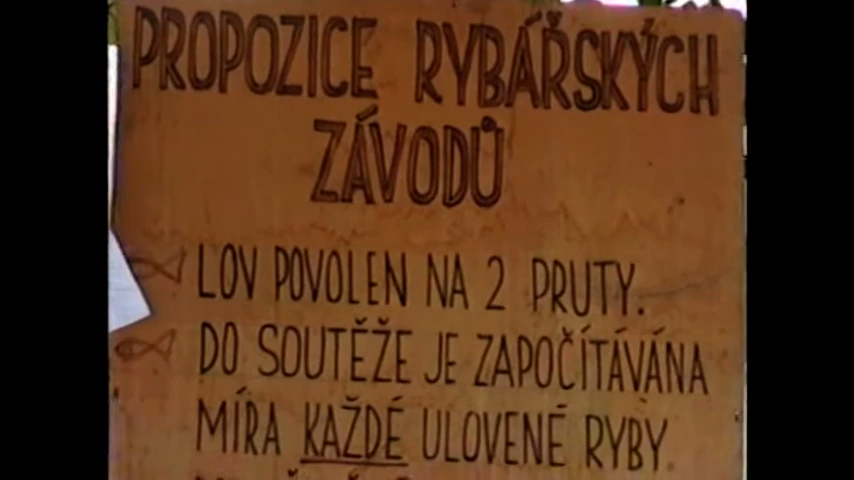 PROPOZICE RYBÁŘSKÝCH
ZÁVODŮ
LOV POVOLEN NA 2 PRUTY.
DO SOUTĚŽE JE ZAPOČÍTÁVÁNA
MÍRA KAŽDÉ ULOVENÉ RYBY